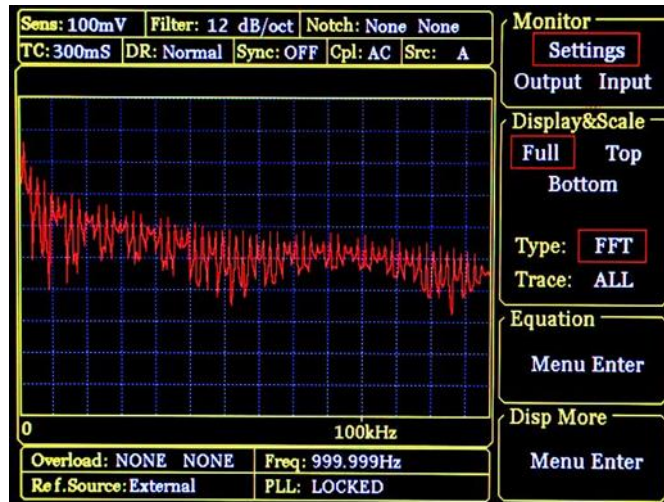 Sens: 100mV Filter: 12 dB/oct Notch: None None
TC: 300mS DR: Normal Sync: OFF Cpl: AC Src: A
0 100kHz
Overload: NONE NONE Freq: 999.999Hz
Ref.Source: External PLL: LOCKED
Monitor
Settings
Output Input
Display&Scale
Full Top
Bottom
Type: FFT
Trace: ALL
Equation
Menu Enter
Disp More
Menu Enter